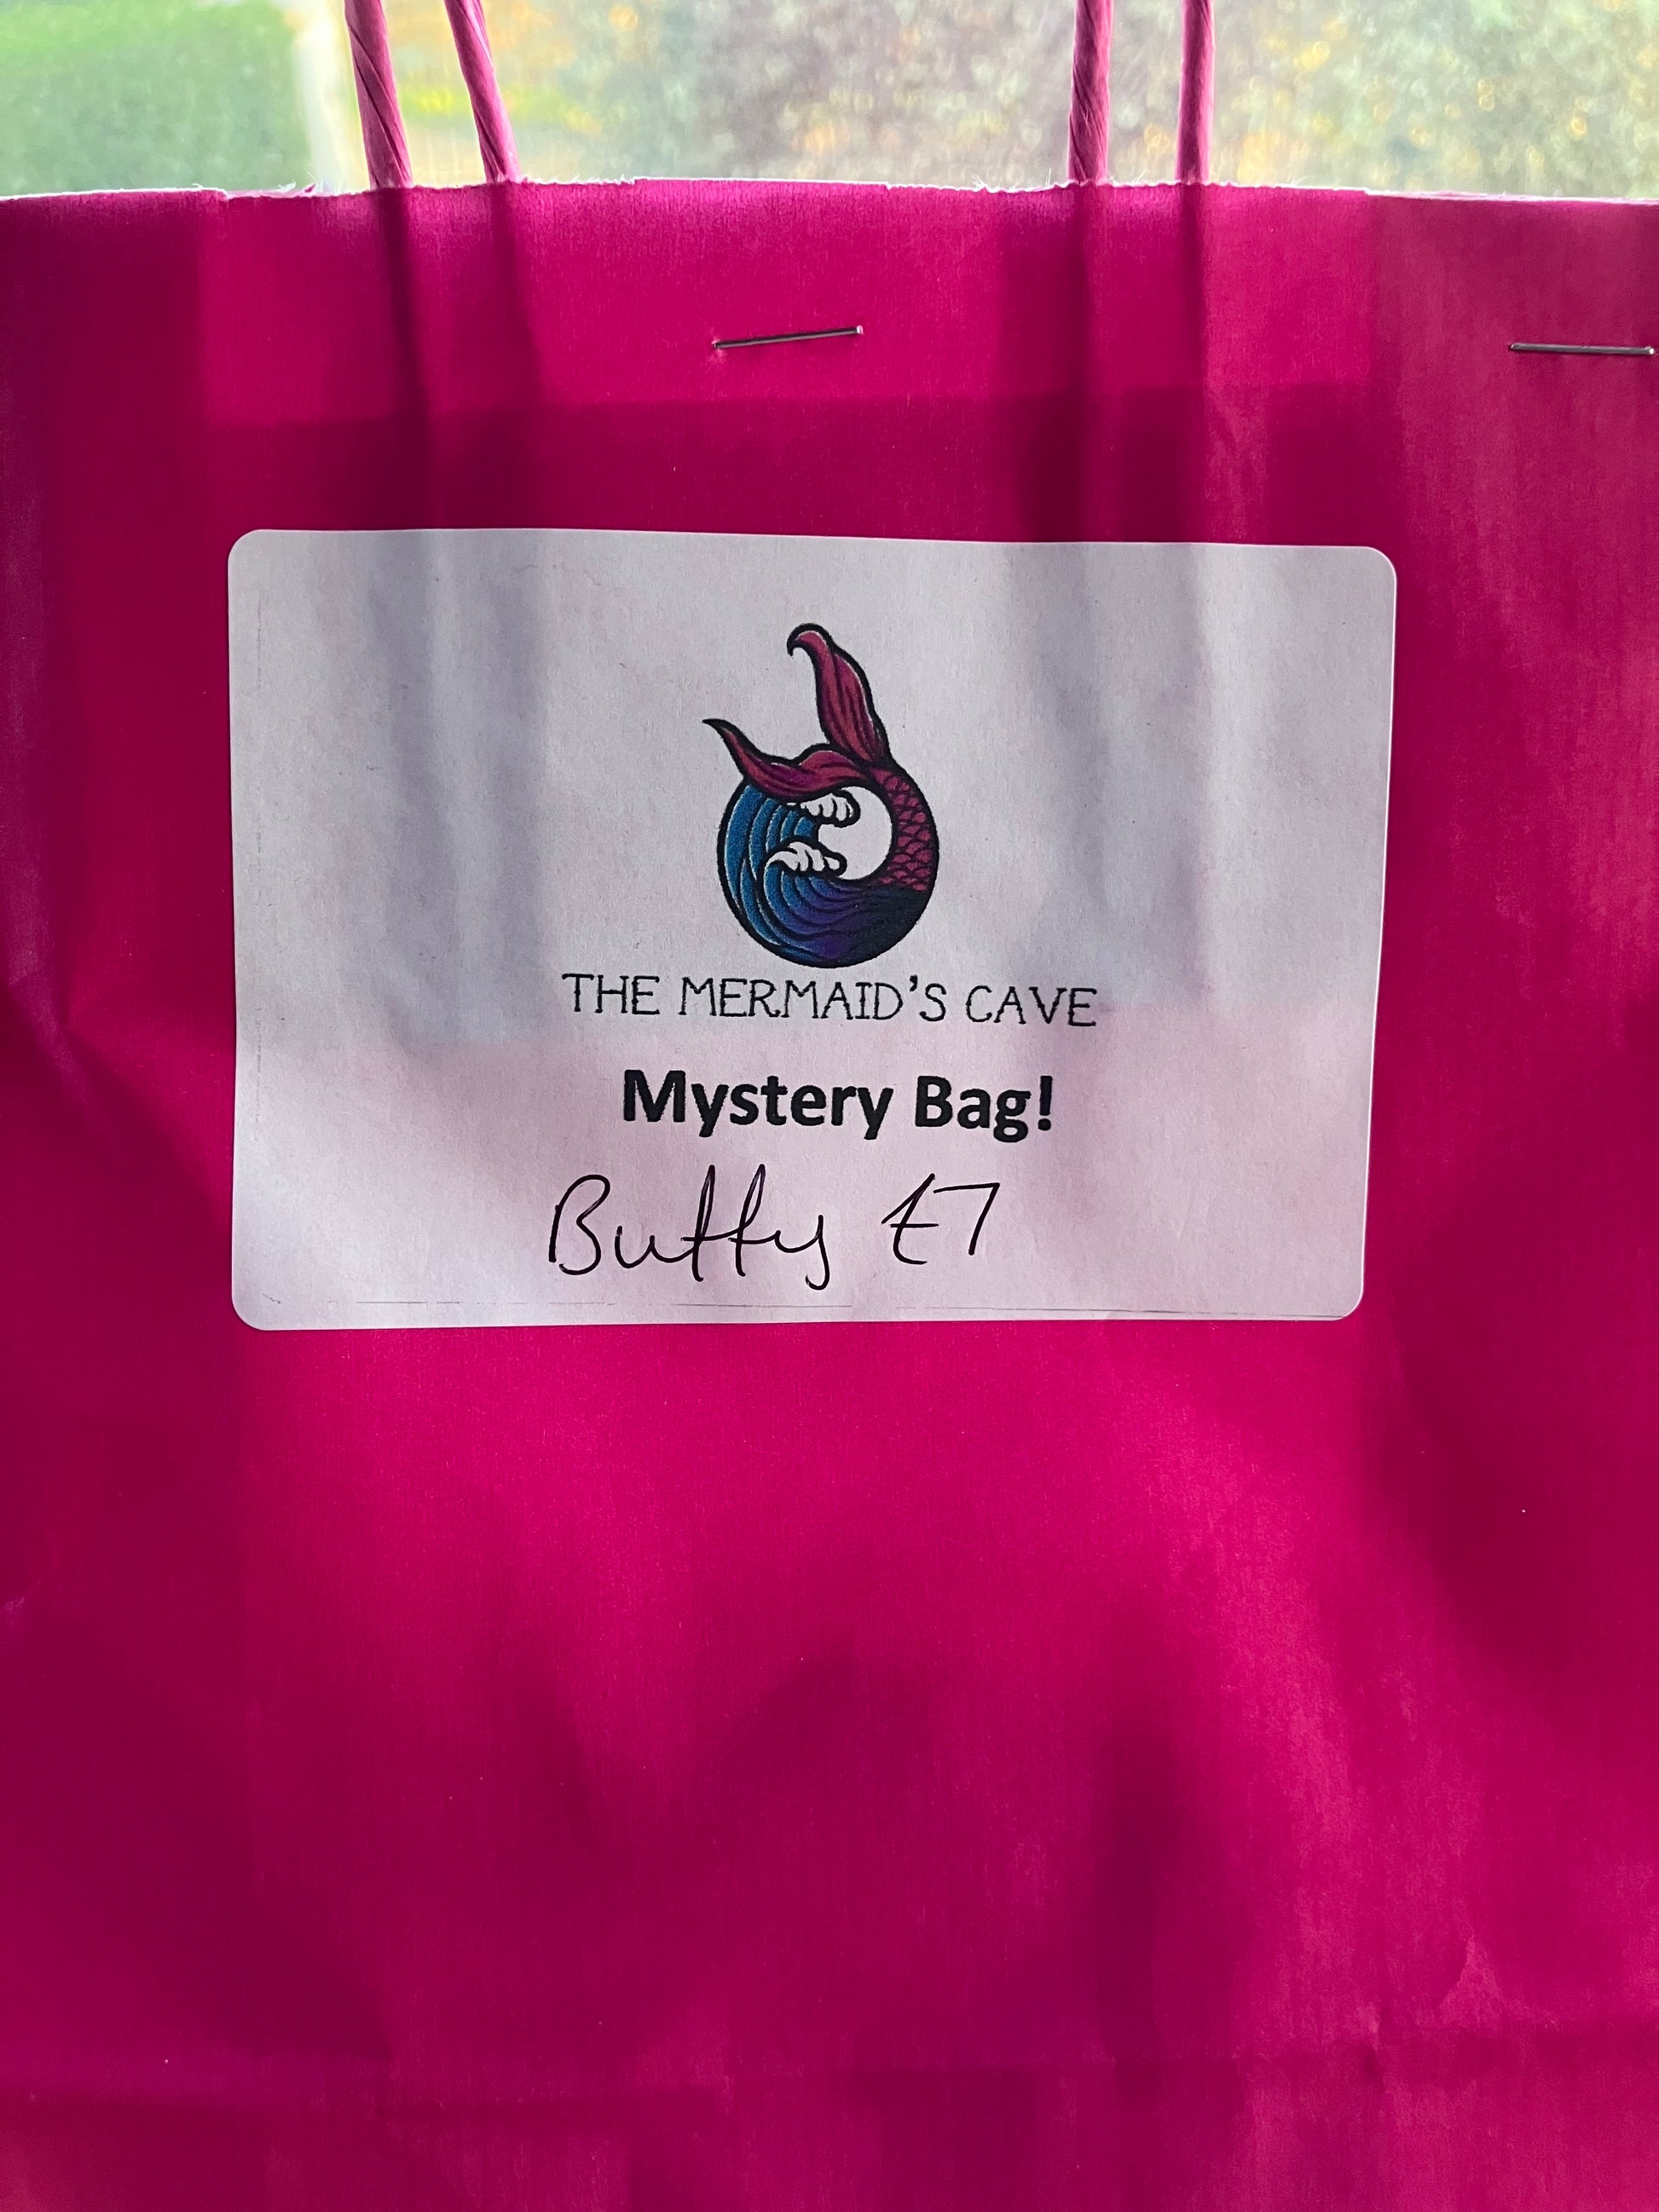 THE MERMAID'S CAVE
Mystery Bag!
Buffy £7